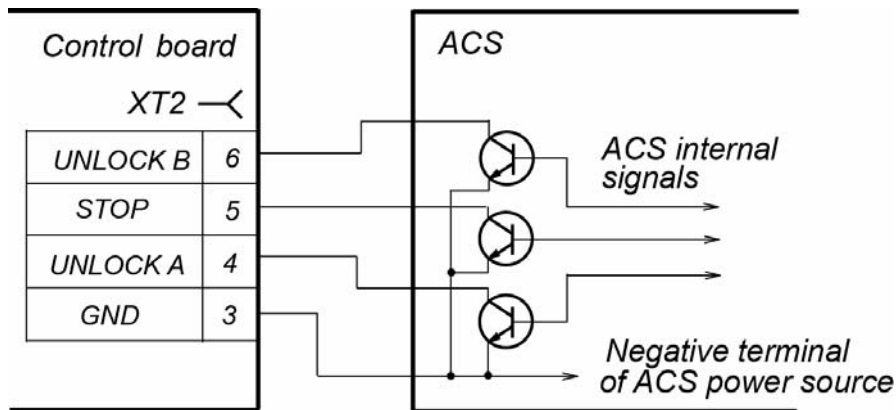 Control board
ACS
XT2
UNLOCK B 6
STOP 5
UNLOCK A 4
GND 3
ACS internal
signals
Negative terminal
of ACS power source